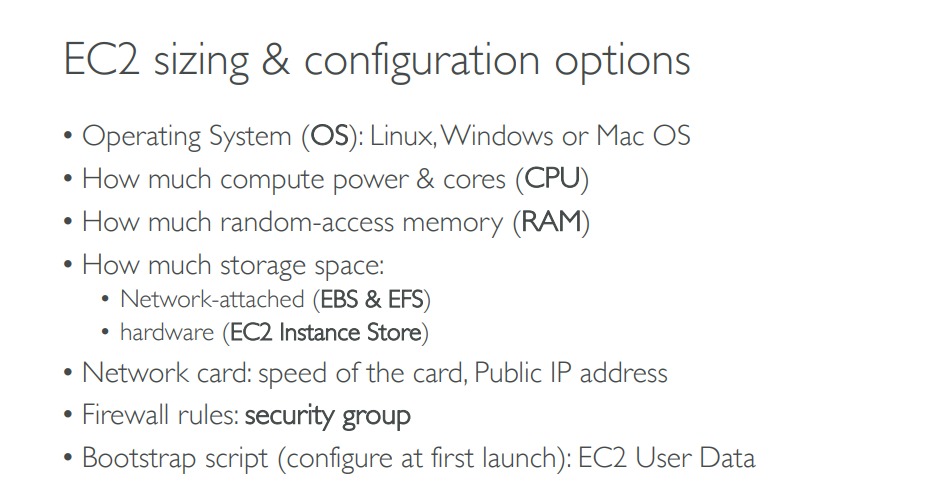 EC2 sizing & configuration options
• Operating System (OS): Linux, Windows or Mac OS
• How much compute power & cores (CPU)
• How much random-access memory (RAM)
• How much storage space:
• Network-attached (EBS & EFS)
• hardware (EC2 Instance Store)
• Network card: speed of the card, Public IP address
• Firewall rules: security group
• Bootstrap script (configure at first launch): EC2 User Data